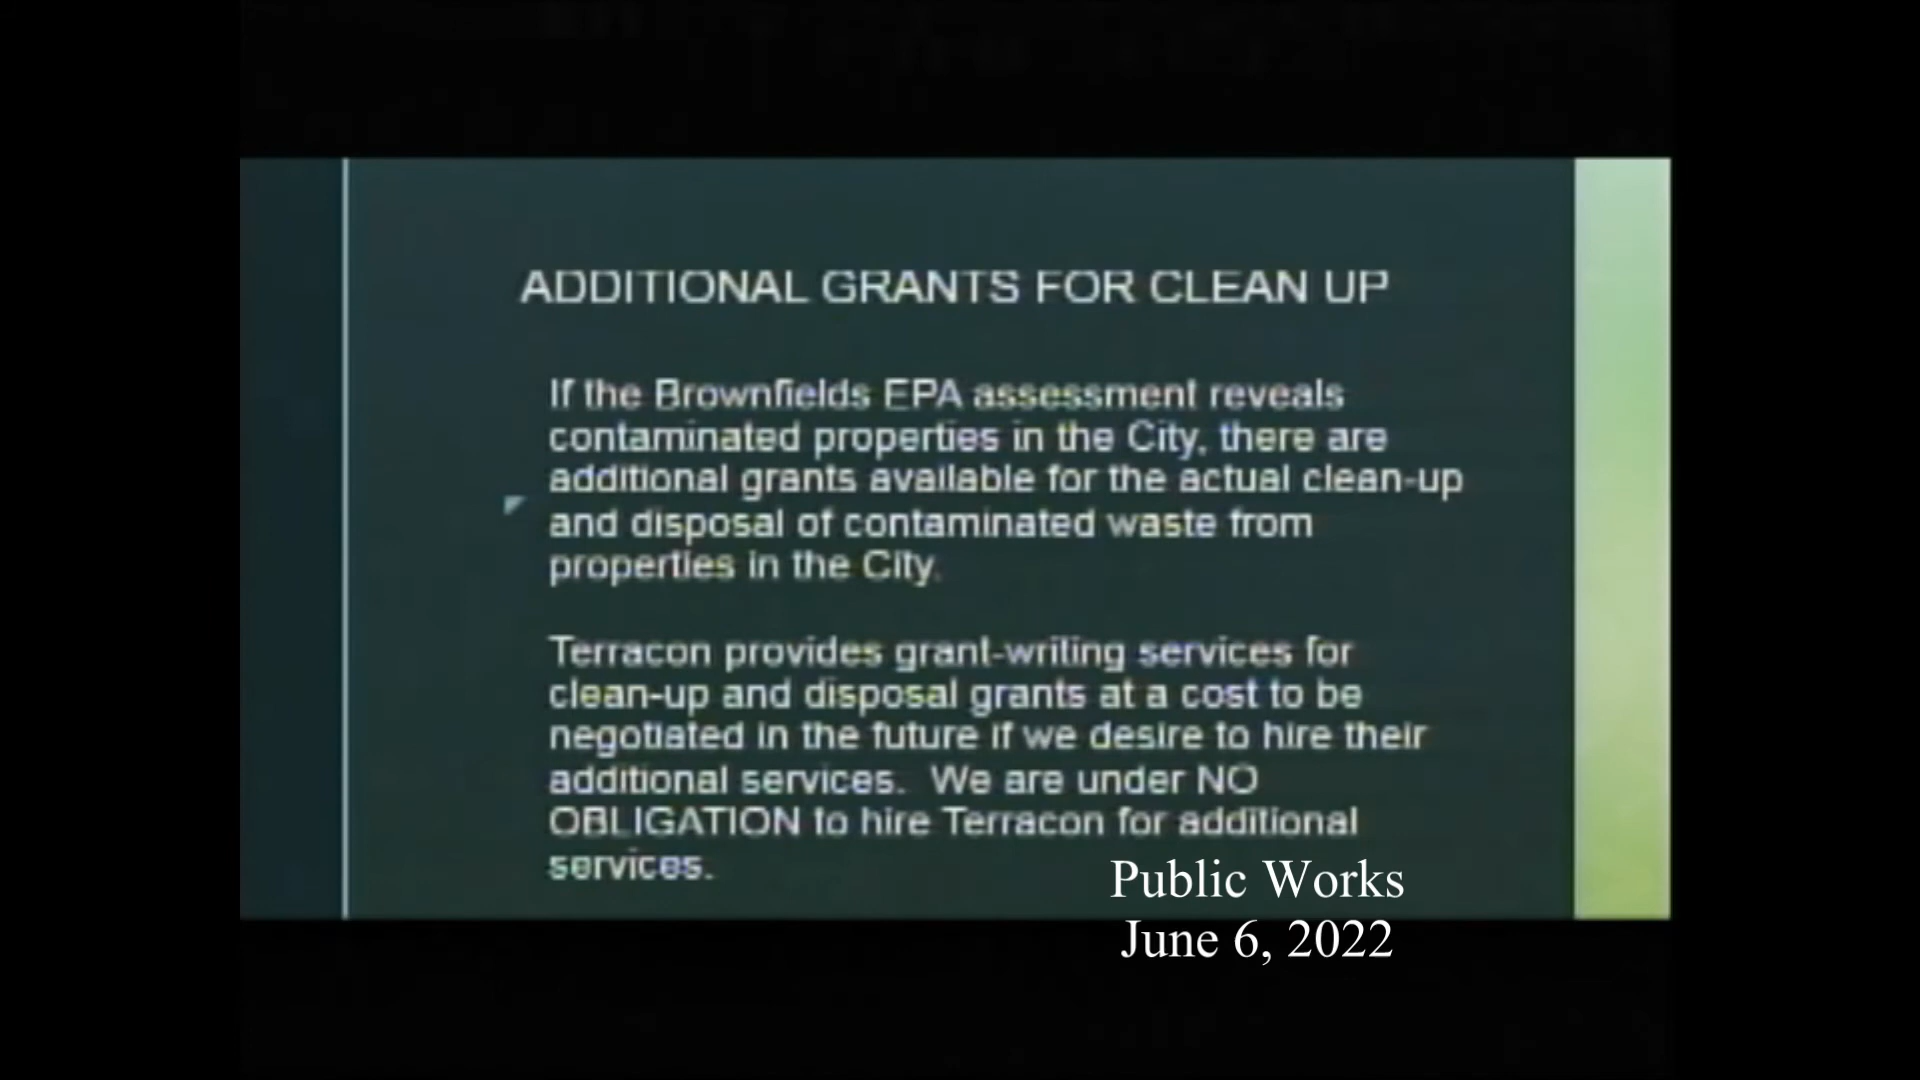 ADDITIONAL GRANTS FOR CLEAN UP
If the Brownfields EPA assessment reveals
contaminated properties in the City, there are
additional grants available for the actual clean-up
and disposal of contaminated waste from
properties in the City.
Terracon provides grant-writing services for
clean-up and disposal grants at a cost to be
negotiated in the future if we desire to hire their
additional services. We are under NO
OBLIGATION to hire Terracon for additional
services.
Public Works
June 6, 2022